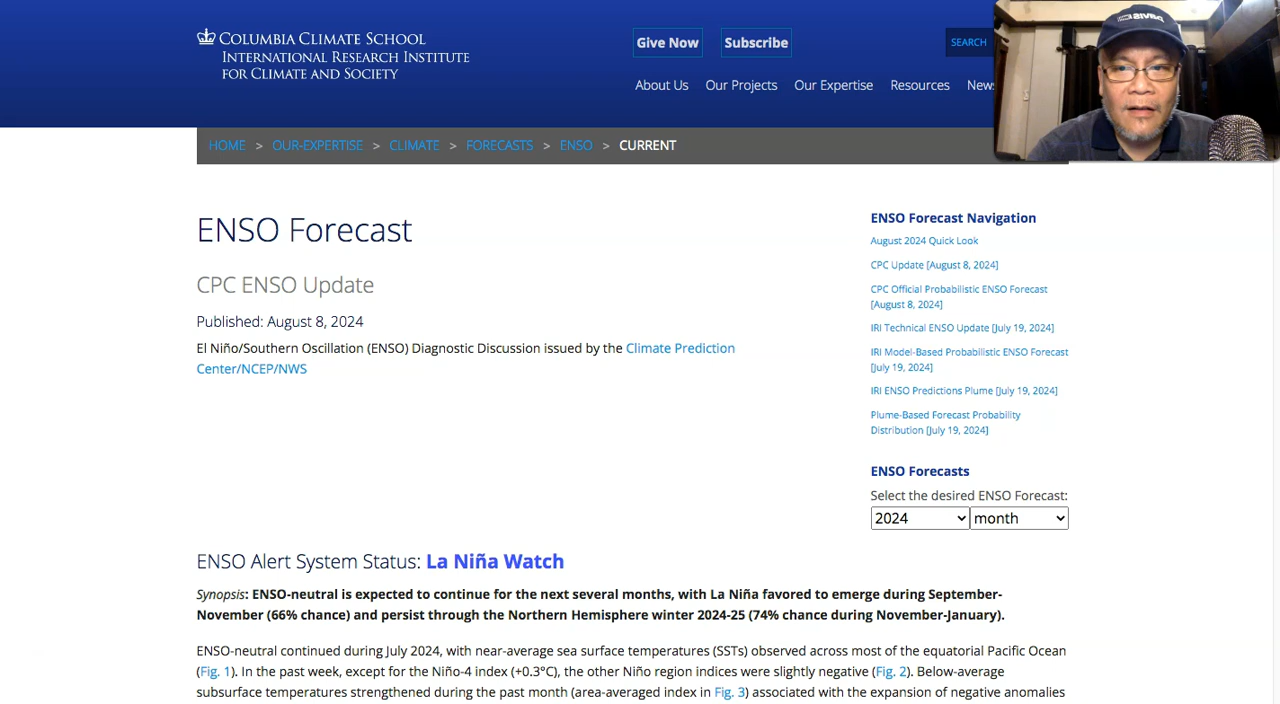 COLUMBIA CLIMATE SCHOOL
INTERNATIONAL RESEARCH INSTITUTE
FOR CLIMATE AND SOCIETY
Give Now
Subscribe
SEARCH
About Us
Our Projects
Our Expertise
Resources
News
HOME > OUR-EXPERTISE > CLIMATE > FORECASTS > ENSO > CURRENT
ENSO Forecast
CPC ENSO Update
Published: August 8, 2024
El Niño/Southern Oscillation (ENSO) Diagnostic Discussion issued by the Climate Prediction
Center/NCEP/NWS
ENSO Forecast Navigation
August 2024 Quick Look
CPC Update [August 8, 2024]
CPC Official Probabilistic ENSO Forecast
[August 8, 2024]
IRI Technical ENSO Update [July 19, 2024]
IRI Model-Based Probabilistic ENSO Forecast
[July 19, 2024]
IRI ENSO Predictions Plume [July 19, 2024]
Plume-Based Forecast Probability
Distribution [July 19, 2024]
ENSO Forecasts
Select the desired ENSO Forecast:
2024
month
ENSO Alert System Status: La Niña Watch
Synopsis: ENSO-neutral is expected to continue for the next several months, with La Niña favored to emerge during September-
November (66% chance) and persist through the Northern Hemisphere winter 2024-25 (74% chance during November-January).
ENSO-neutral continued during July 2024, with near-average sea surface temperatures (SSTs) observed across most of the equatorial Pacific Ocean
(Fig. 1). In the past week, except for the Niño-4 index (+0.3°C), the other Niño region indices were slightly negative (Fig. 2). Below-average
subsurface temperatures strengthened during the past month (area-averaged index in Fig. 3) associated with the expansion of negative anomalies